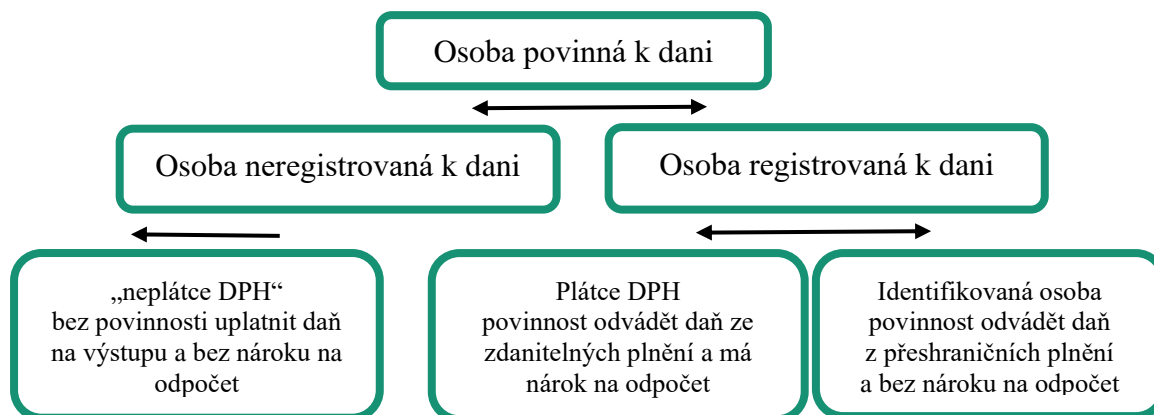 Osoba povinná k dani
Osoba neregistrovaná k dani
Osoba registrovaná k dani
„neplátce DPH“
bez povinnosti uplatnit daň
na výstupu a bez nároku na
odpočet
Plátce DPH
povinnost odvádět daň ze
zdanitelných plnění a má
nárok na odpočet
Identifikovaná osoba
povinnost odvádět daň
z přeshraničních plnění
a bez nároku na odpočet